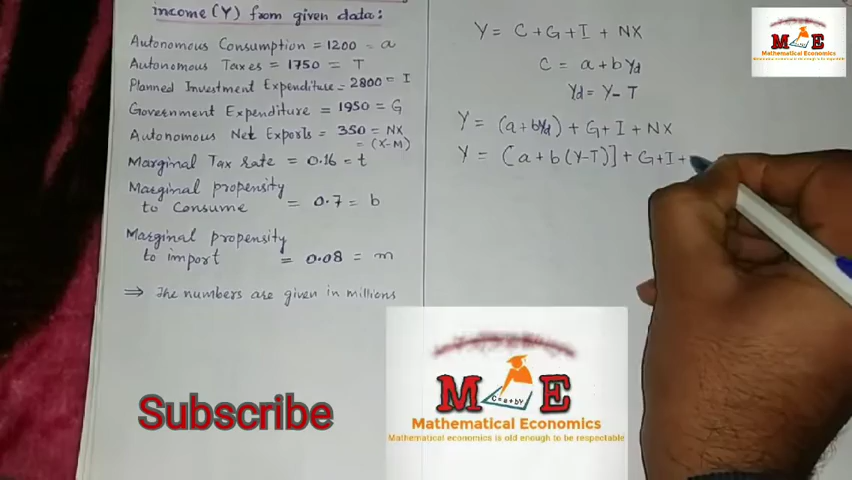 income (Y) from given data:
Autonomous Consumption = 1200 = a
Autonomous Taxes = 1750 = T
Planned Investment Expenditure = 2800 = I
Government Expenditure = 1950 = G
Autonomous Net Exports = 350 = NX
= (X-M)
Marginal Tax rate = 0.16 = t
Marginal propensity
to Consume = 0.7 = b
Marginal propensity
to import = 0.08 = m
⇒ The numbers are given in millions
Y = C + G + I + NX
C = a + b Yd
Yd = Y - T
Y = (a + bYd) + G + I + NX
Y = [a + b (Y-T)] + G + I +
M E
Mathematical Economics
Subscribe
M E
C=a+bY
Mathematical Economics
Mathematical economics is old enough to be respectable